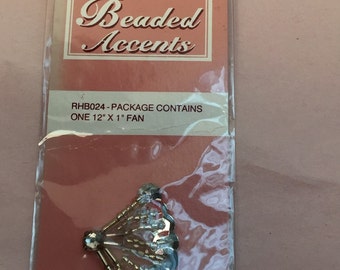 Beaded
Accents
RHB024 - PACKAGE CONTAINS
ONE 12" X 1" FAN